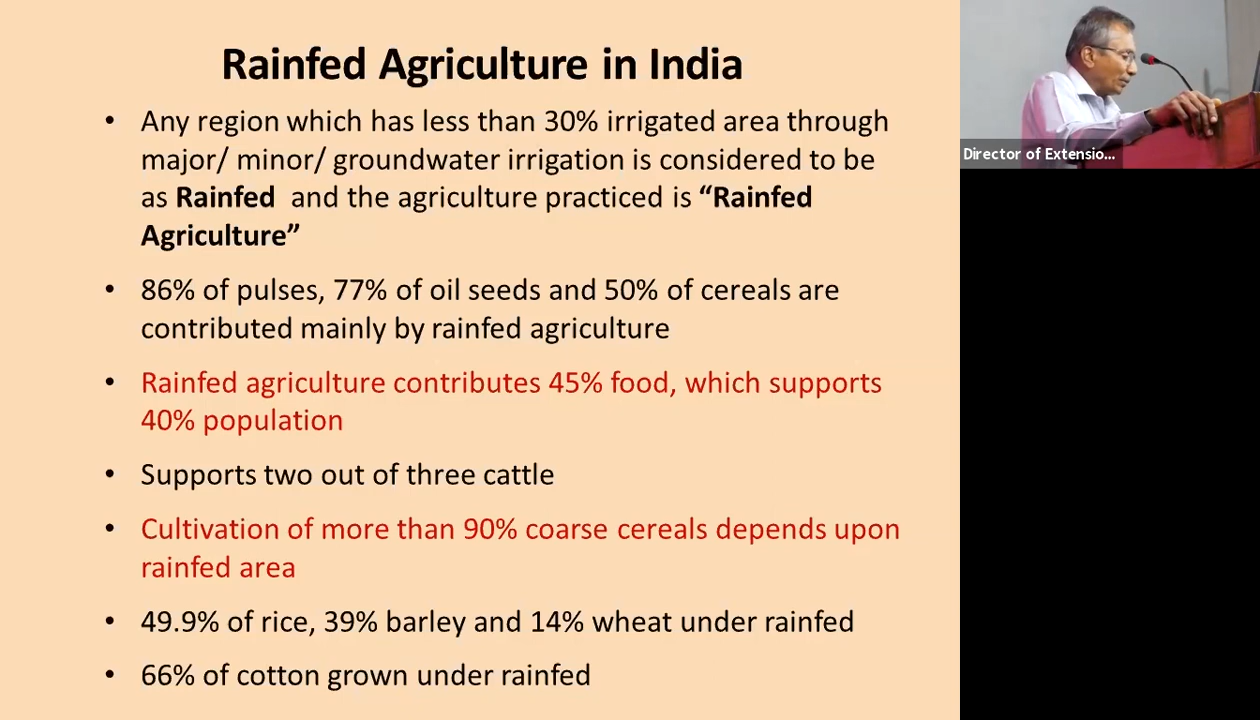 Rainfed Agriculture in India
• Any region which has less than 30% irrigated area through
major/ minor/ groundwater irrigation is considered to be
as Rainfed and the agriculture practiced is “Rainfed
Agriculture”
• 86% of pulses, 77% of oil seeds and 50% of cereals are
contributed mainly by rainfed agriculture
• Rainfed agriculture contributes 45% food, which supports
40% population
• Supports two out of three cattle
• Cultivation of more than 90% coarse cereals depends upon
rainfed area
• 49.9% of rice, 39% barley and 14% wheat under rainfed
• 66% of cotton grown under rainfed
Director of Extensio...